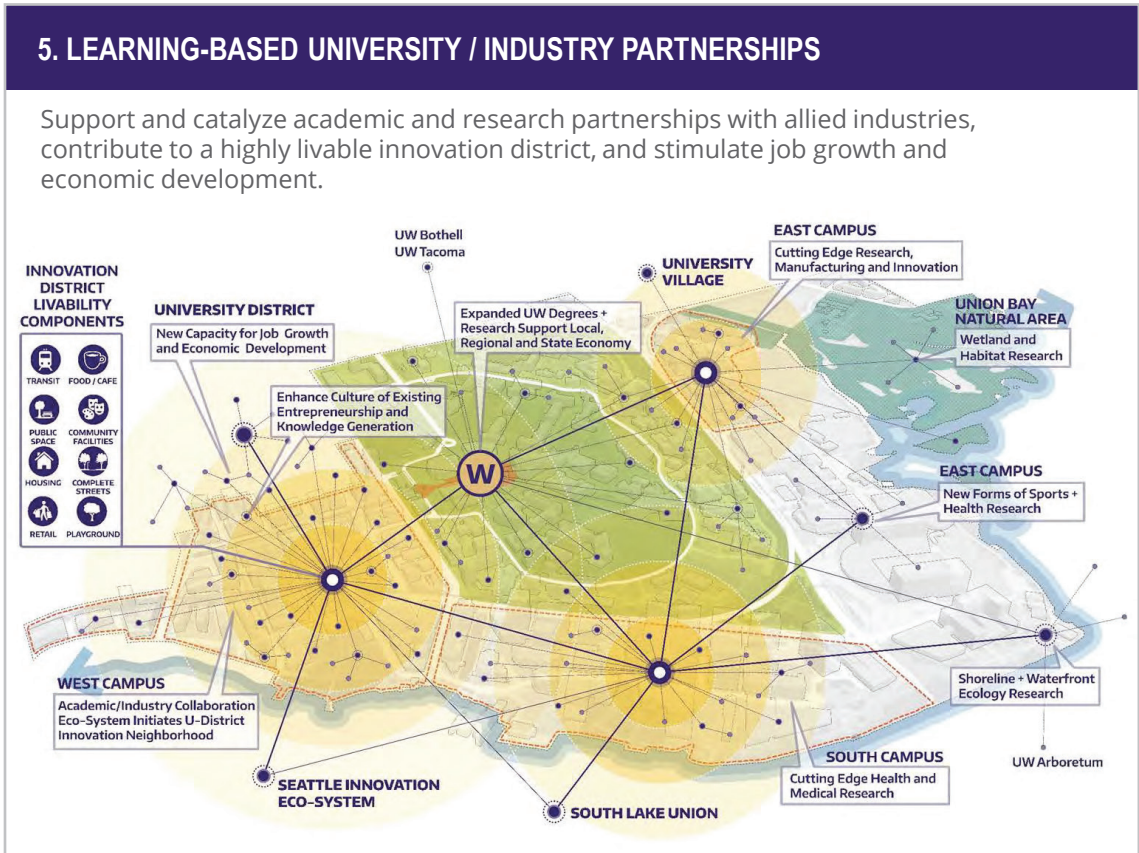 5. LEARNING-BASED UNIVERSITY / INDUSTRY PARTNERSHIPS
Support and catalyze academic and research partnerships with allied industries,
contribute to a highly livable innovation district, and stimulate job growth and
economic development.
INNOVATION
DISTRICT
LIVABILITY
COMPONENTS
TRANSIT
FOOD / CAFE
PUBLIC
SPACE
COMMUNITY
FACILITIES
HOUSING
COMPLETE
STREETS
RETAIL
PLAYGROUND
UNIVERSITY DISTRICT
New Capacity for Job Growth
and Economic Development
Enhance Culture of Existing
Entrepreneurship and
Knowledge Generation
UW Bothell
UW Tacoma
Expanded UW Degrees +
Research Support Local,
Regional and State Economy
W
UNIVERSITY
VILLAGE
EAST CAMPUS
Cutting Edge Research,
Manufacturing and Innovation
UNION BAY
NATURAL AREA
Wetland and
Habitat Research
EAST CAMPUS
New Forms of Sports +
Health Research
Shoreline + Waterfront
Ecology Research
UW Arboretum
WEST CAMPUS
Academic/Industry Collaboration
Eco-System Initiates U-District
Innovation Neighborhood
SEATTLE INNOVATION
ECO-SYSTEM
SOUTH LAKE UNION
SOUTH CAMPUS
Cutting Edge Health and
Medical Research